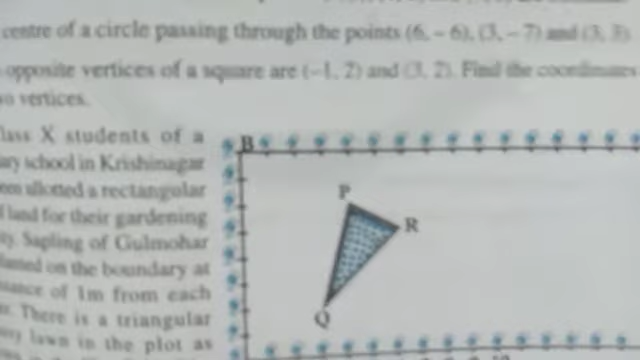 centre of a circle passing through the points (6, – 6), (3, – 7) and (3, 3)
opposite vertices of a square are (–1, 2) and (3, 2). Find the coordinates
vertices.
Class X students of a
school in Krishinagar
allotted a rectangular
land for their gardening
Sapling of Gulmohar
on the boundary at
of 1m from each
There is a triangular
lawn in the plot as
B
P
R
Q